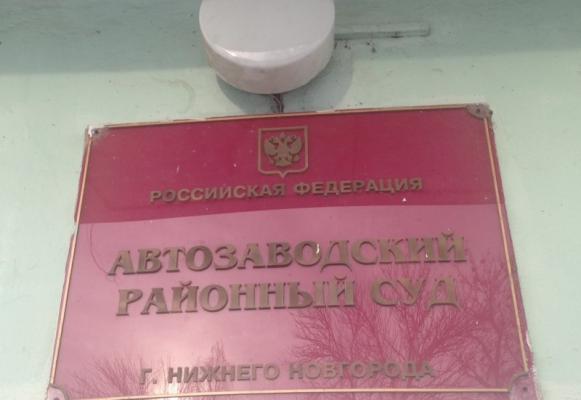 РОССИЙСКАЯ ФЕДЕРАЦИЯ
АВТОЗАВОДСКИЙ
РАЙОННЫЙ СУД
г. НИЖНЕГО НОВГОРОДА